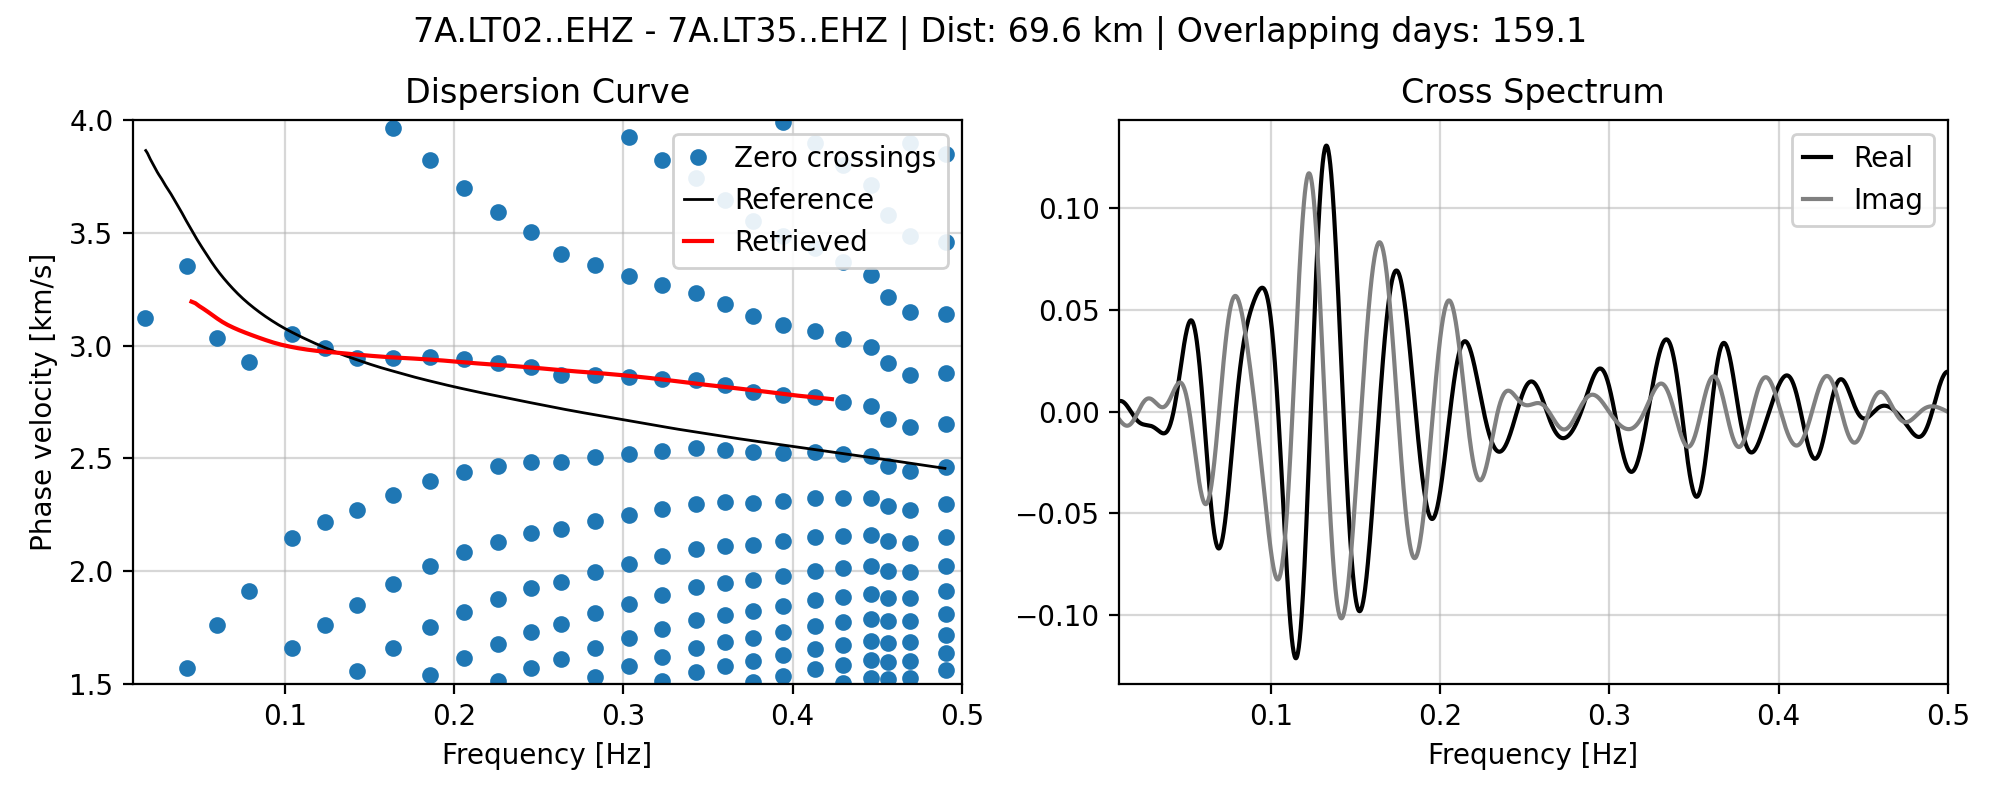 7A.LT02..EHZ - 7A.LT35..EHZ | Dist: 69.6 km | Overlapping days: 159.1
Dispersion Curve
4.0
3.5
3.0
2.5
2.0
1.5
Phase velocity [km/s]
0.1 0.2 0.3 0.4 0.5
Frequency [Hz]
Zero crossings
Reference
Retrieved
Cross Spectrum
0.10
0.05
0.00
−0.05
−0.10
0.1 0.2 0.3 0.4 0.5
Frequency [Hz]
Real
Imag